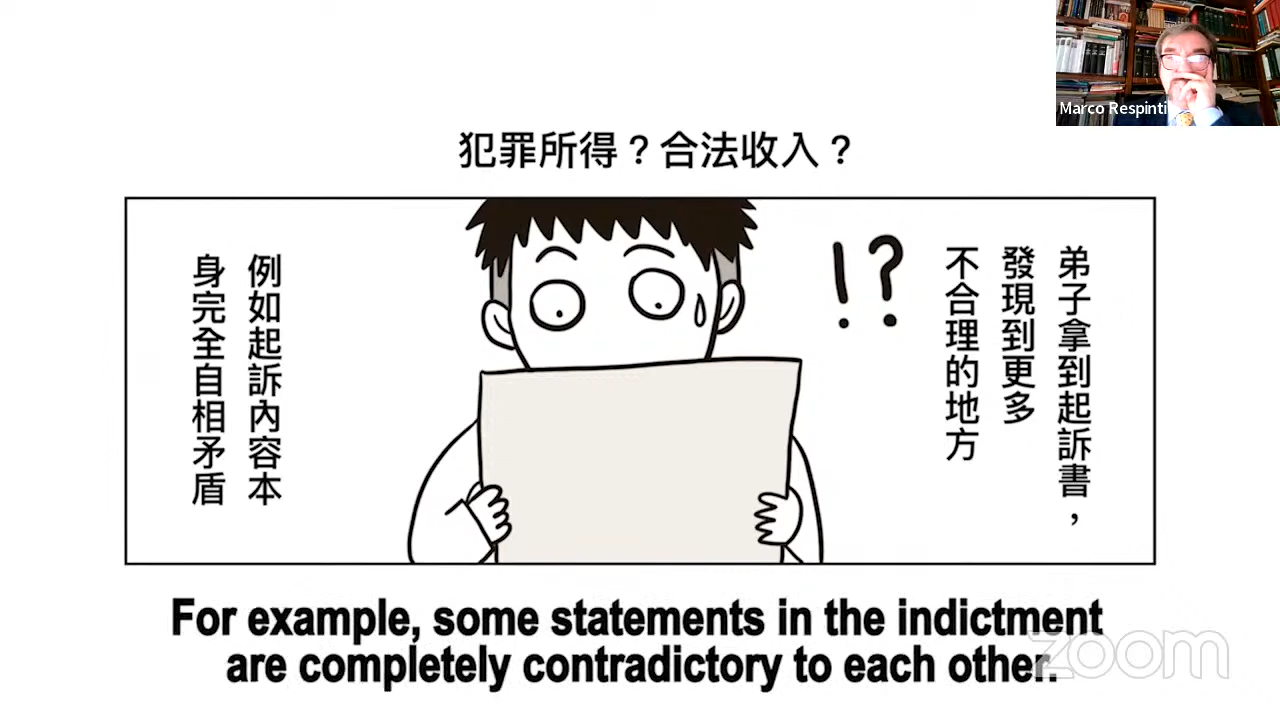 Marco Respinti
犯罪所得？合法收入？
弟子拿到起訴書，
發現到更多
不合理的地方
!?
例如起訴內容本
身完全自相矛盾
For example, some statements in the indictment
are completely contradictory to each other.
zoom